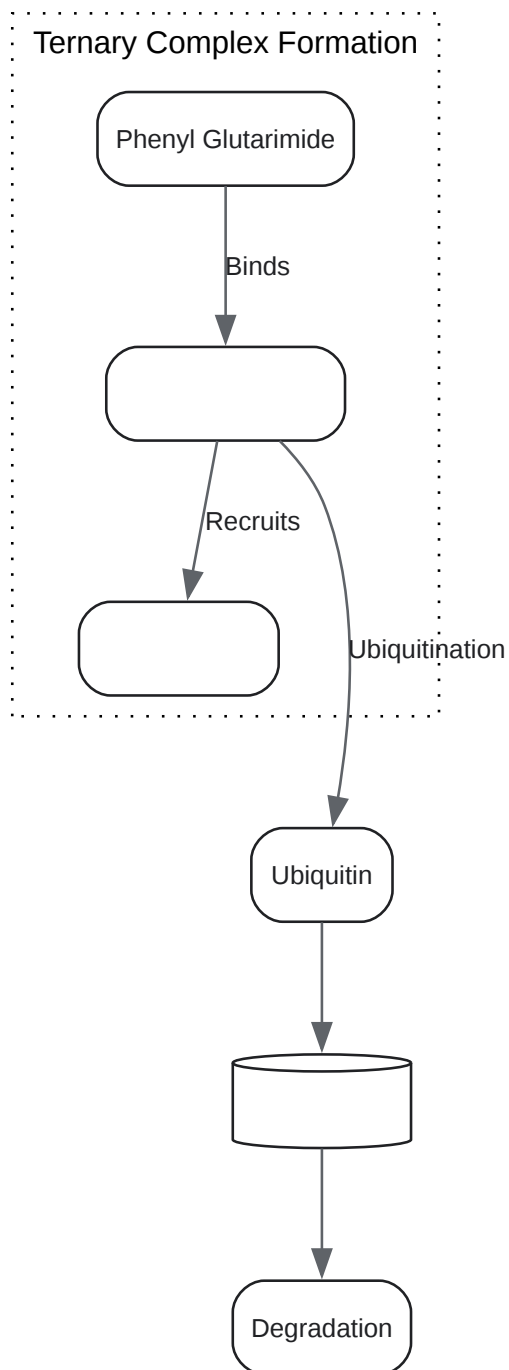 Ternary Complex Formation
Phenyl Glutarimide
Binds
Recruits
Ubiquitination
Ubiquitin
Degradation